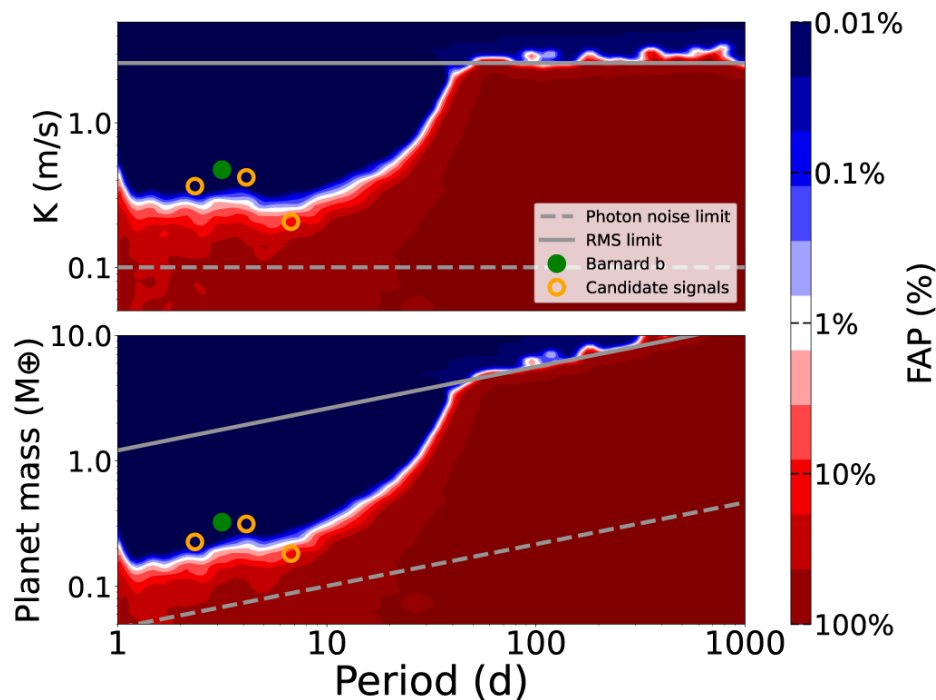 K (m/s)
1.0
0.1
Photon noise limit
RMS limit
Barnard b
Candidate signals
Planet mass (M⊕)
10.0
1.0
0.1
1
10
100
1000
Period (d)
0.01%
0.1%
1%
10%
100%
FAP (%)